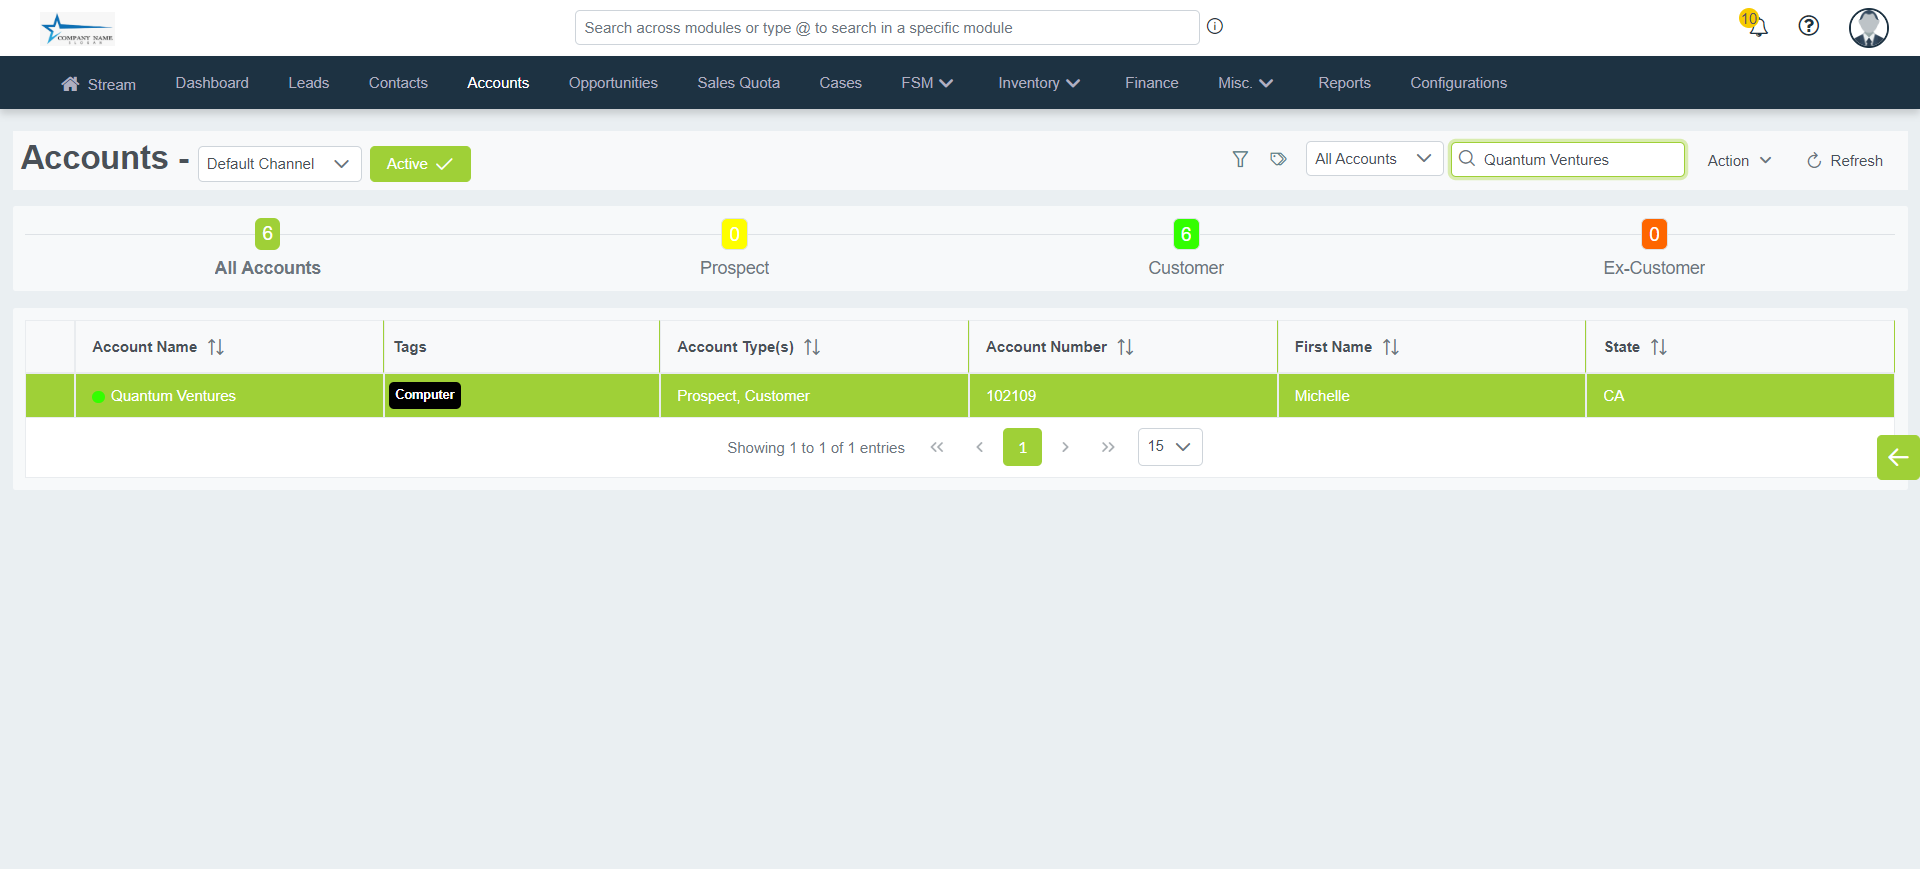 COMPANY NAME
Search across modules or type @ to search in a specific module
10
Stream Dashboard Leads Contacts Accounts Opportunities Sales Quota Cases FSM Inventory Finance Misc. Reports Configurations
Accounts - Default Channel Active All Accounts Quantum Ventures Action Refresh
6 0 6 0
All Accounts Prospect Customer Ex-Customer
Account Name Tags Account Type(s) Account Number First Name State
Quantum Ventures Computer Prospect, Customer 102109 Michelle CA
Showing 1 to 1 of 1 entries 1 15